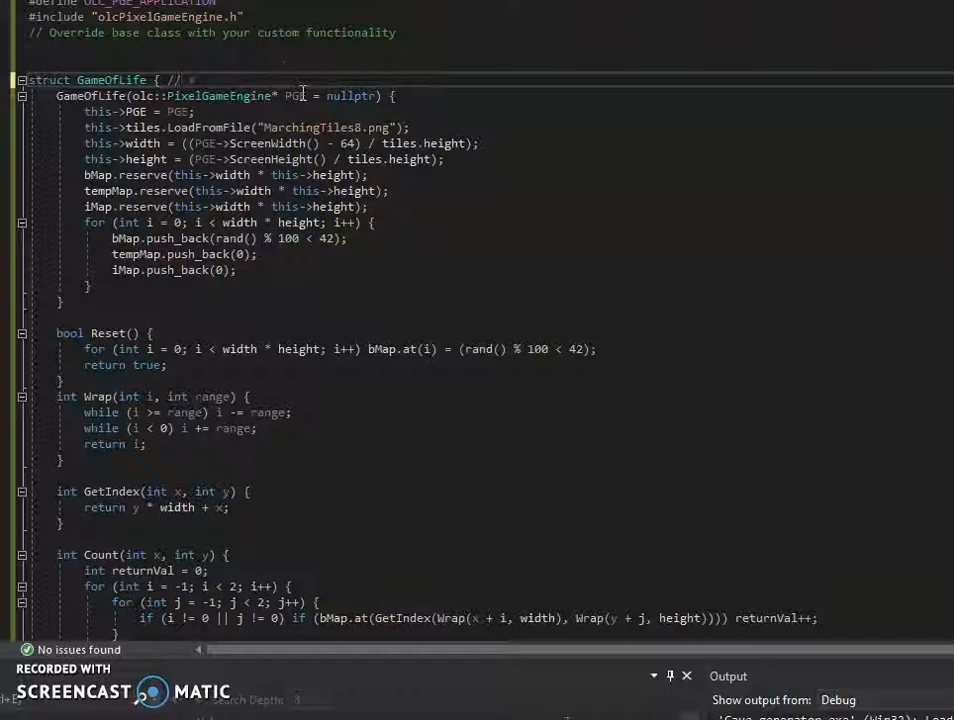 #define OLC_PGE_APPLICATION
#include "olcPixelGameEngine.h"
// Override base class with your custom functionality
struct GameOfLife { //
GameOfLife(olc::PixelGameEngine* PGE = nullptr) {
this->PGE = PGE;
this->tiles.LoadFromFile("MarchingTiles8.png");
this->width = ((PGE->ScreenWidth() - 64) / tiles.height);
this->height = (PGE->ScreenHeight() / tiles.height);
bMap.reserve(this->width * this->height);
tempMap.reserve(this->width * this->height);
iMap.reserve(this->width * this->height);
for (int i = 0; i < width * height; i++) {
bMap.push_back(rand() % 100 < 42);
tempMap.push_back(0);
iMap.push_back(0);
}
}
bool Reset() {
for (int i = 0; i < width * height; i++) bMap.at(i) = (rand() % 100 < 42);
return true;
}
int Wrap(int i, int range) {
while (i >= range) i -= range;
while (i < 0) i += range;
return i;
}
int GetIndex(int x, int y) {
return y * width + x;
}
int Count(int x, int y) {
int returnVal = 0;
for (int i = -1; i < 2; i++) {
for (int j = -1; j < 2; j++) {
if (i != 0 || j != 0) if (bMap.at(GetIndex(Wrap(x + i, width), Wrap(y + j, height)))) returnVal++;
}
No issues found
RECORDED WITH
SCREENCAST MATIC
Search Depth:
Output
Show output from: Debug